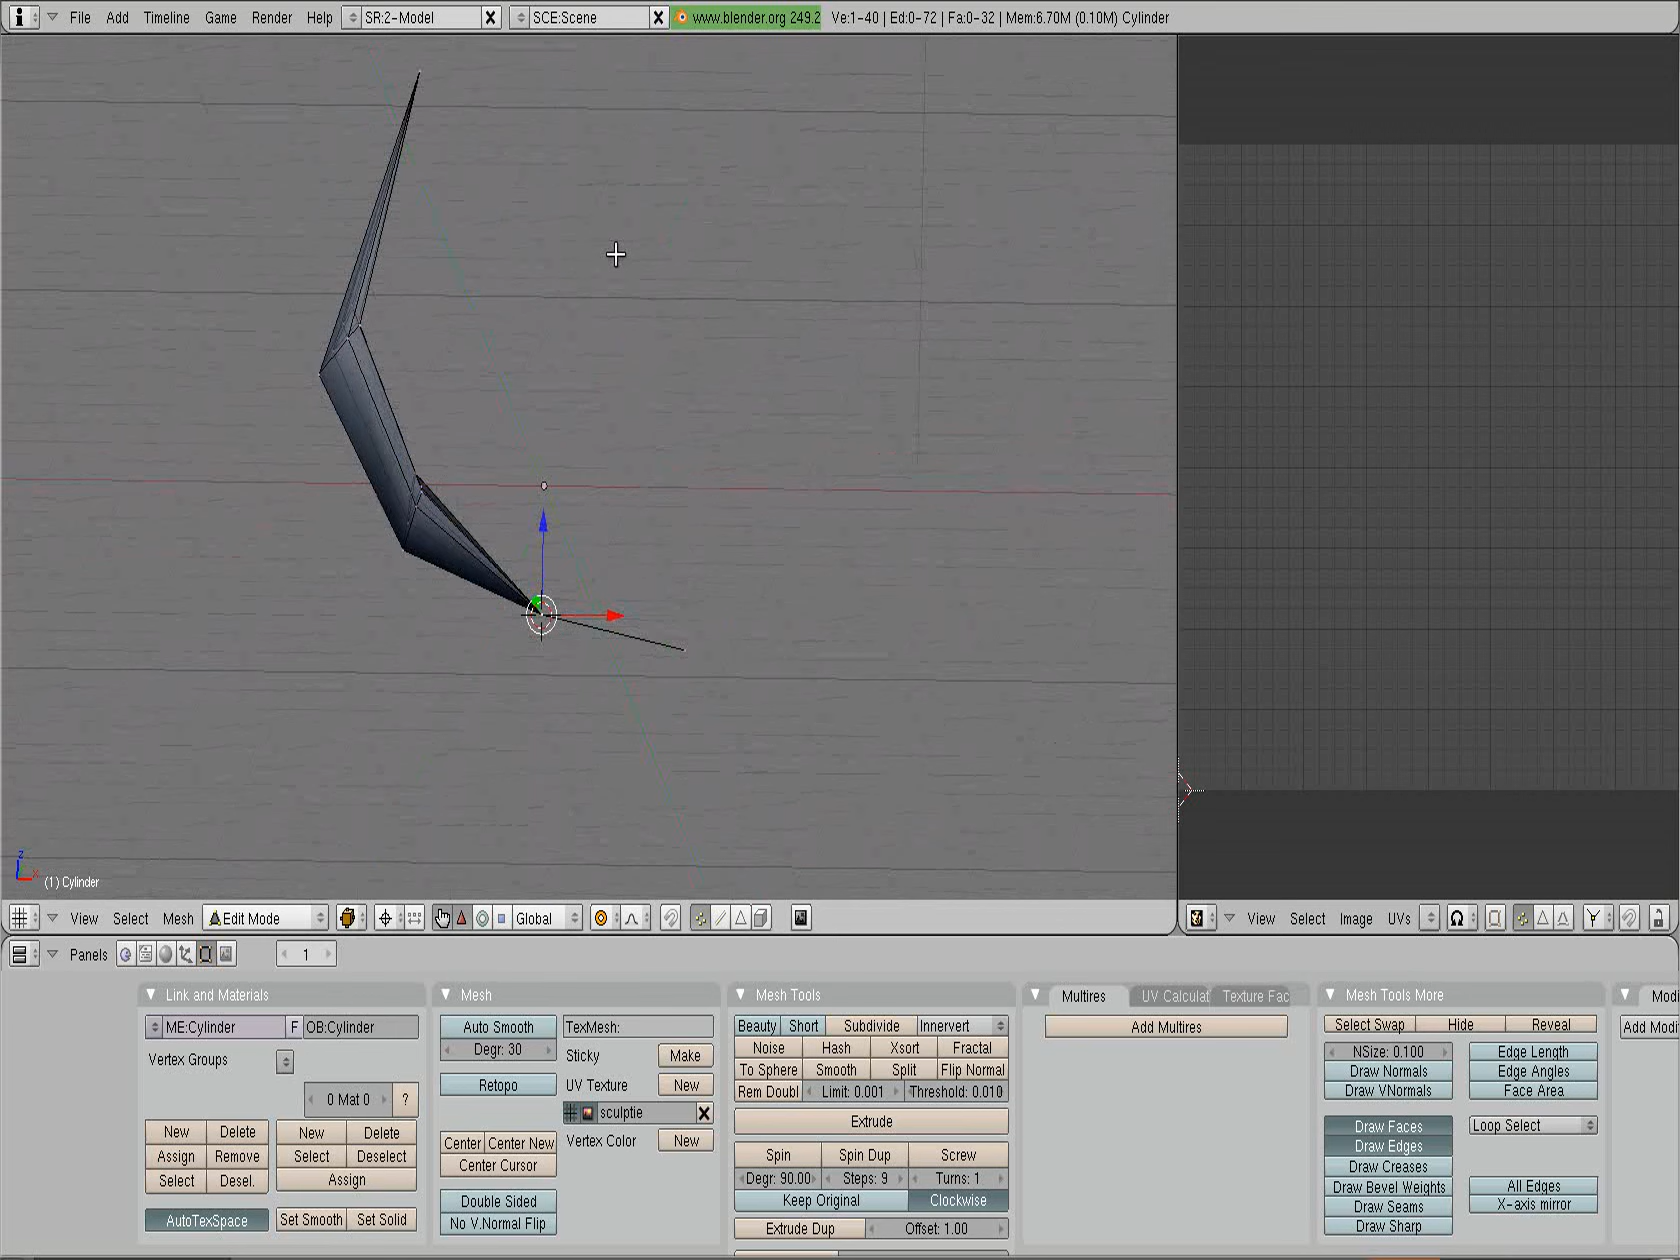 File Add Timeline Game Render Help SR:2-Model X SCE:Scene X www.blender.org 249.2 Ve:1-40 | Ed:0-72 | Fa:0-32 | Mem:6.70M (0.10M) Cylinder
z
x
(1) Cylinder
View Select Mesh Edit Mode Global
View Select Image UVs
Panels 1
Link and Materials
ME:Cylinder F OB:Cylinder
Vertex Groups
0 Mat 0 ?
New Delete New Delete
Assign Remove Select Deselect
Select Desel. Assign
AutoTexSpace Set Smooth Set Solid
Mesh
Auto Smooth TexMesh:
Degr: 30 Sticky Make
Retopo UV Texture New
sculptie X
Center Center New Vertex Color New
Center Cursor
Double Sided
No V.Normal Flip
Mesh Tools
Beauty Short Subdivide Innervert
Noise Hash Xsort Fractal
To Sphere Smooth Split Flip Normal
Rem Doubl Limit: 0.001 Threshold: 0.010
Extrude
Spin Spin Dup Screw
Degr: 90.00 Steps: 9 Turns: 1
Keep Original Clockwise
Extrude Dup Offset: 1.00
Multires UV Calculat Texture Fac
Add Multires
Mesh Tools More
Select Swap Hide Reveal
NSize: 0.100 Edge Length
Draw Normals Edge Angles
Draw VNormals Face Area
Draw Faces Loop Select
Draw Edges
Draw Creases
Draw Bevel Weights All Edges
Draw Seams X-axis mirror
Draw Sharp
Modi
Add Modi